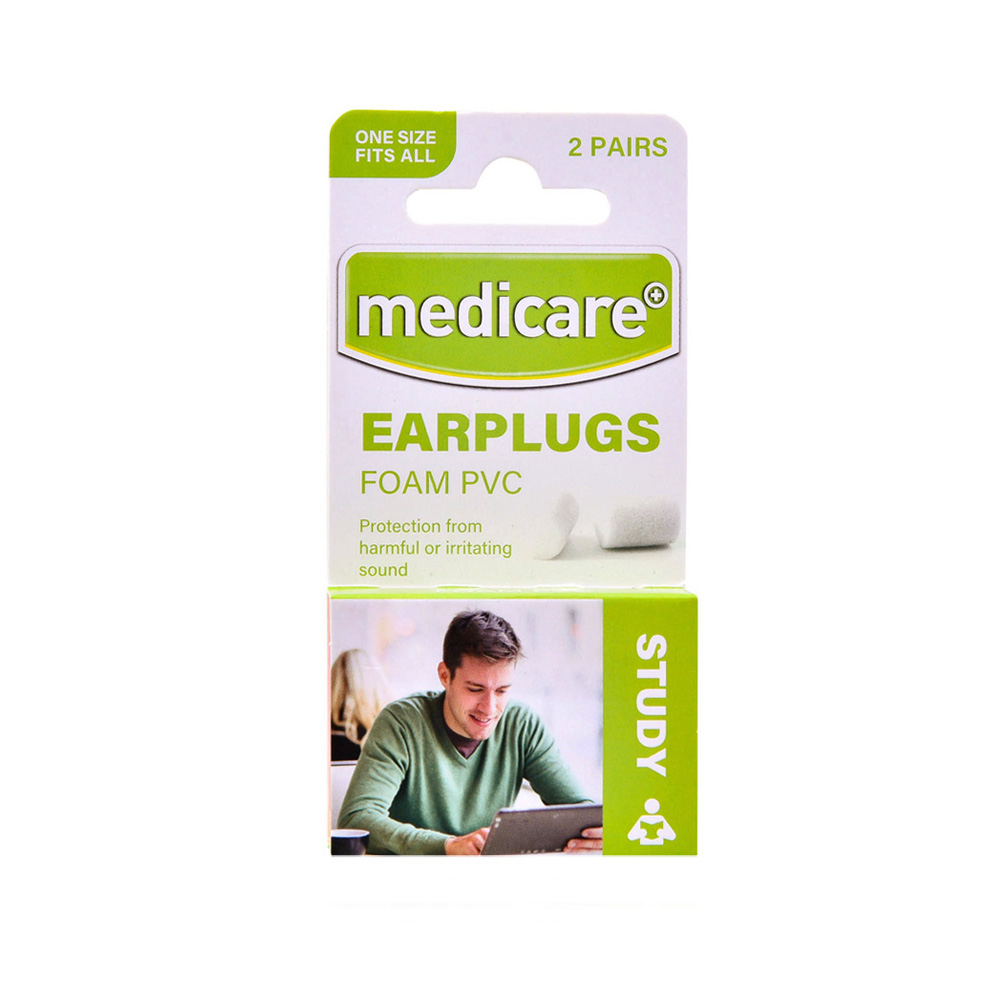 ONE SIZE
FITS ALL
2 PAIRS
medicare
EARPLUGS
FOAM PVC
Protection from
harmful or irritating
sound
STUDY